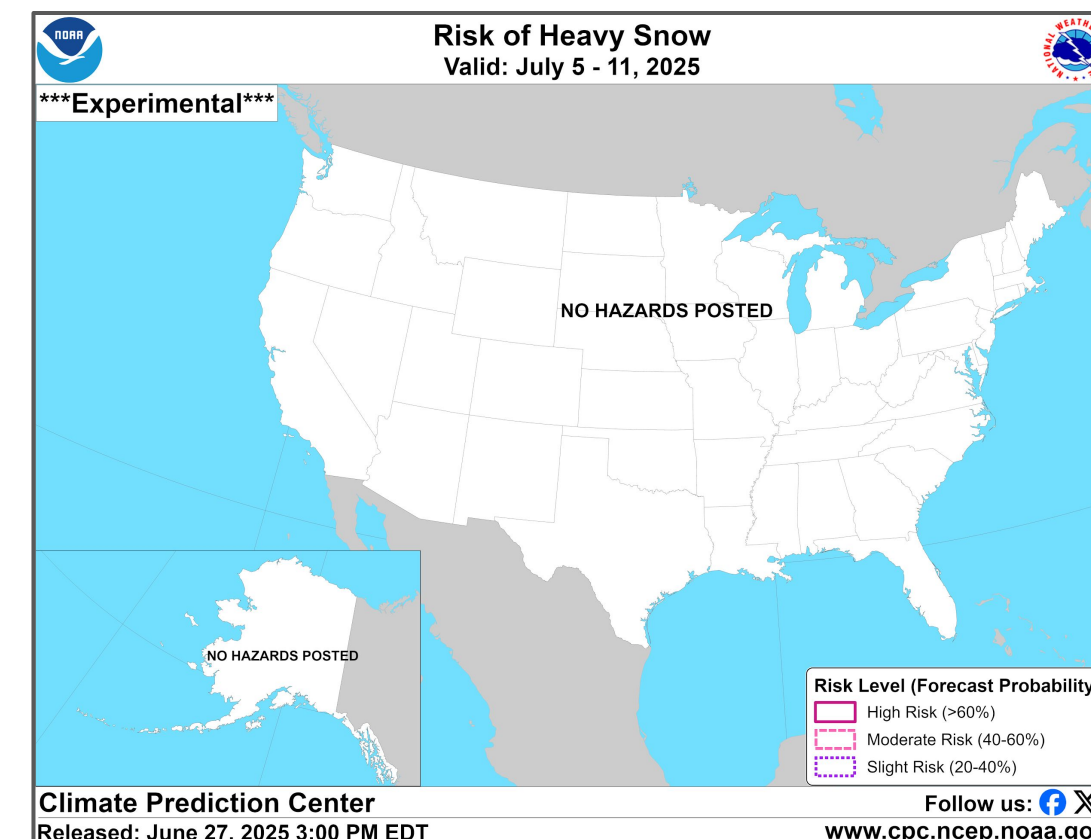 NOAA
Risk of Heavy Snow
Valid: July 5 - 11, 2025
***Experimental***
NO HAZARDS POSTED
NO HAZARDS POSTED
Risk Level (Forecast Probability
High Risk (>60%)
Moderate Risk (40-60%)
Slight Risk (20-40%)
Climate Prediction Center
Follow us:
Released: June 27, 2025 3:00 PM EDT
www.cpc.ncep.noaa.go